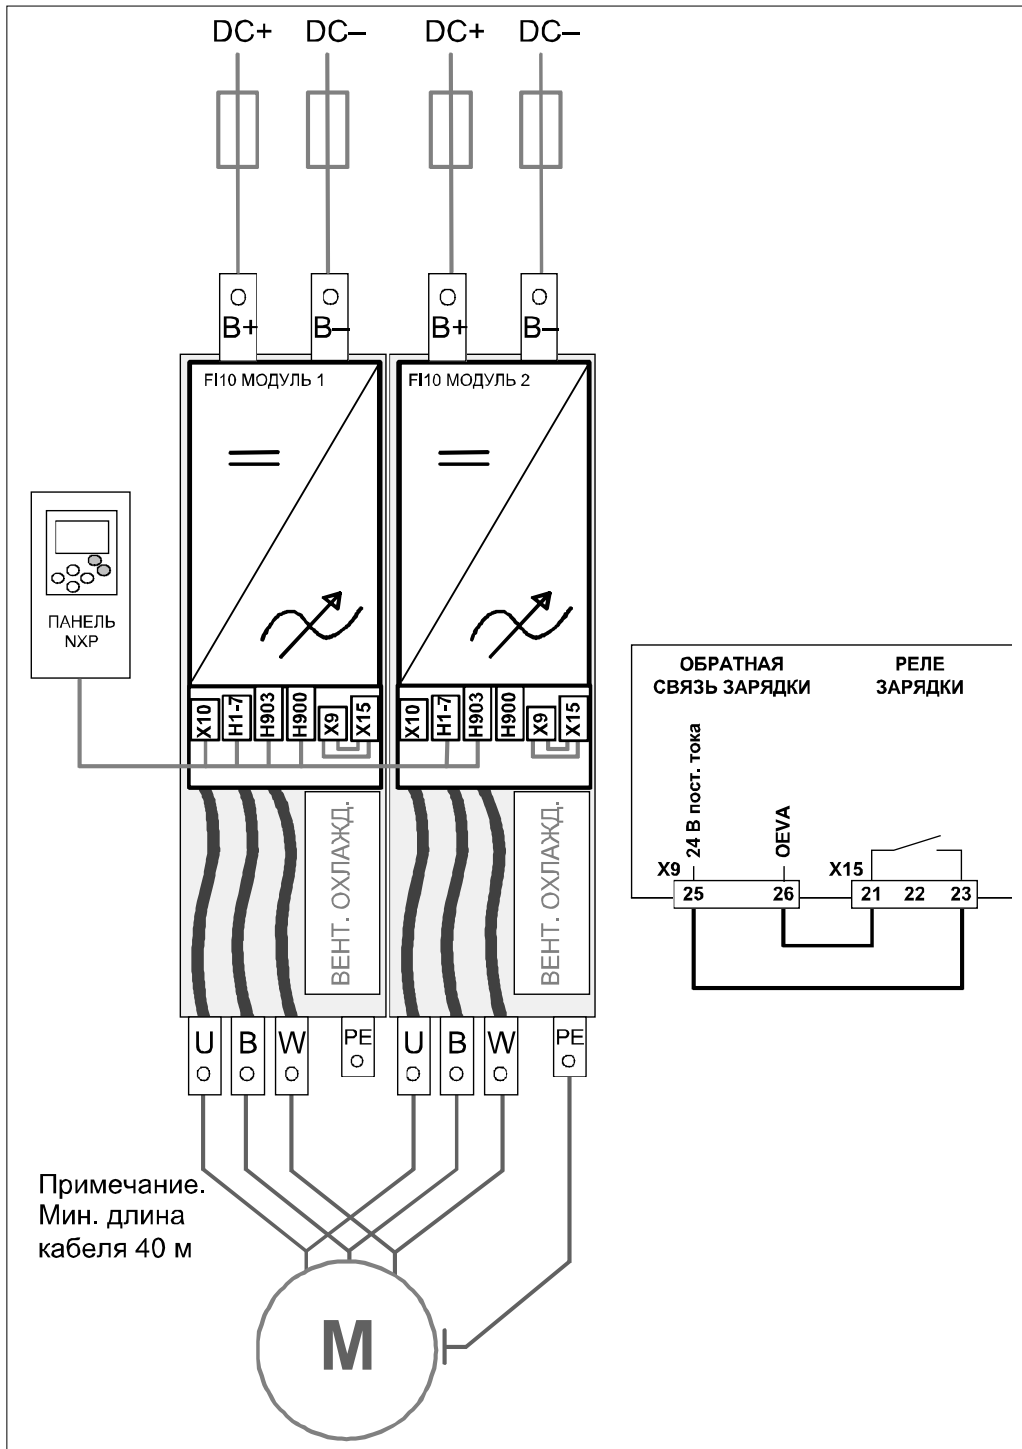 DC+ DC– DC+ DC–
B+ B– B+ B–
FI10 МОДУЛЬ 1
FI10 МОДУЛЬ 2
ПАНЕЛЬ
NXP
X10 H1-7 H903 H900 X9 X15
X10 H1-7 H903 H900 X9 X15
ВЕНТ. ОХЛАЖД.
ВЕНТ. ОХЛАЖД.
U B W PE U B W PE
Примечание.
Мин. длина
кабеля 40 м
M
ОБРАТНАЯ
СВЯЗЬ ЗАРЯДКИ
РЕЛЕ
ЗАРЯДКИ
24 В пост. тока
OEVA
X9
X15
25 26 21 22 23